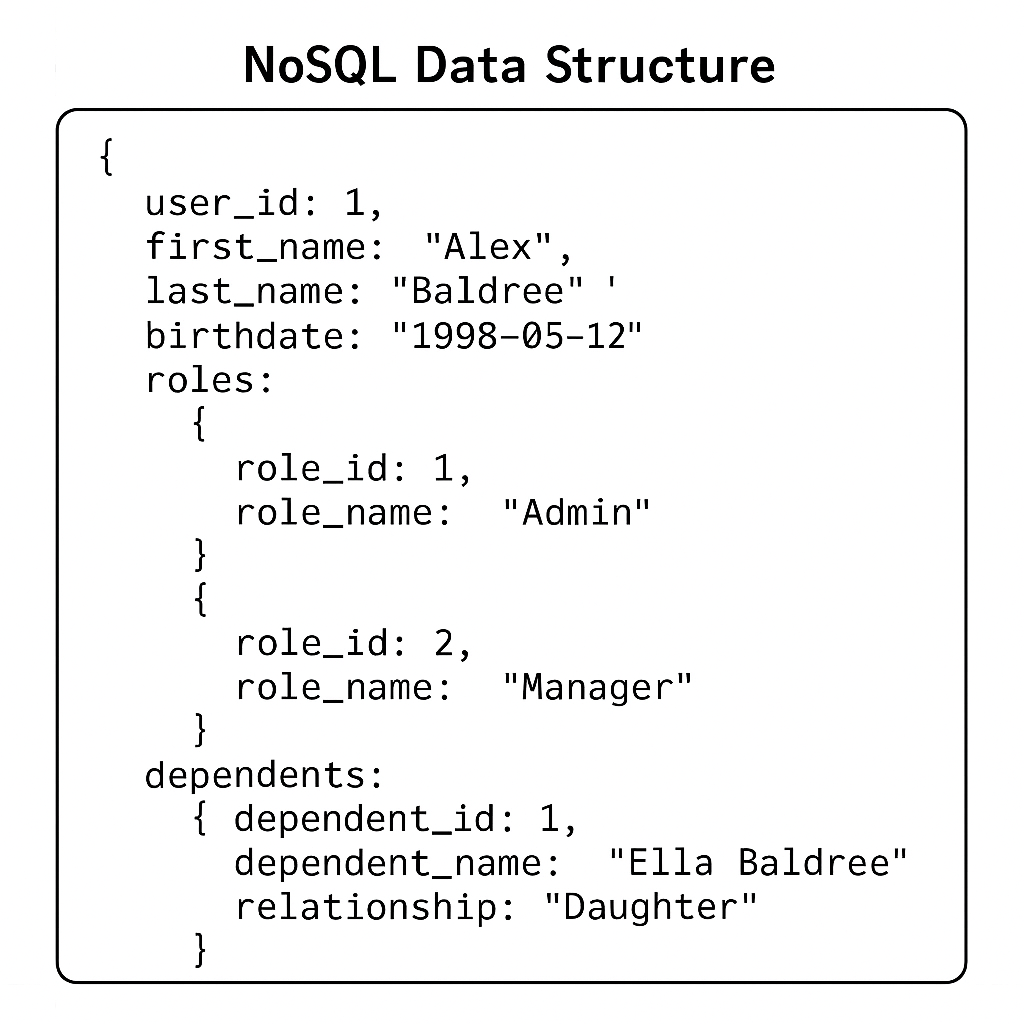 NoSQL Data Structure
{
user_id: 1,
first_name: "Alex",
last_name: "Baldree" '
birthdate: "1998–05–12"
roles:
{
role_id: 1,
role_name: "Admin"
}
{
role_id: 2,
role_name: "Manager"
}
dependents:
{ dependent_id: 1,
dependent_name: "Ella Baldree"
relationship: "Daughter"
}